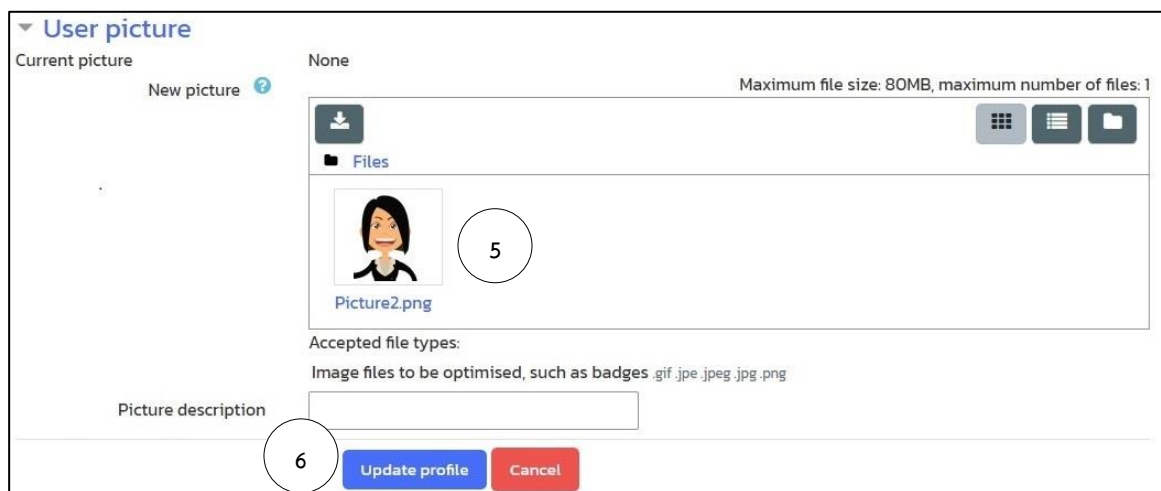 User picture
Current picture None
New picture
Maximum file size: 80MB, maximum number of files: 1
Files
5
Picture2.png
Accepted file types:
Image files to be optimised, such as badges .gif .jpe .jpeg .jpg .png
Picture description
6 Update profile Cancel